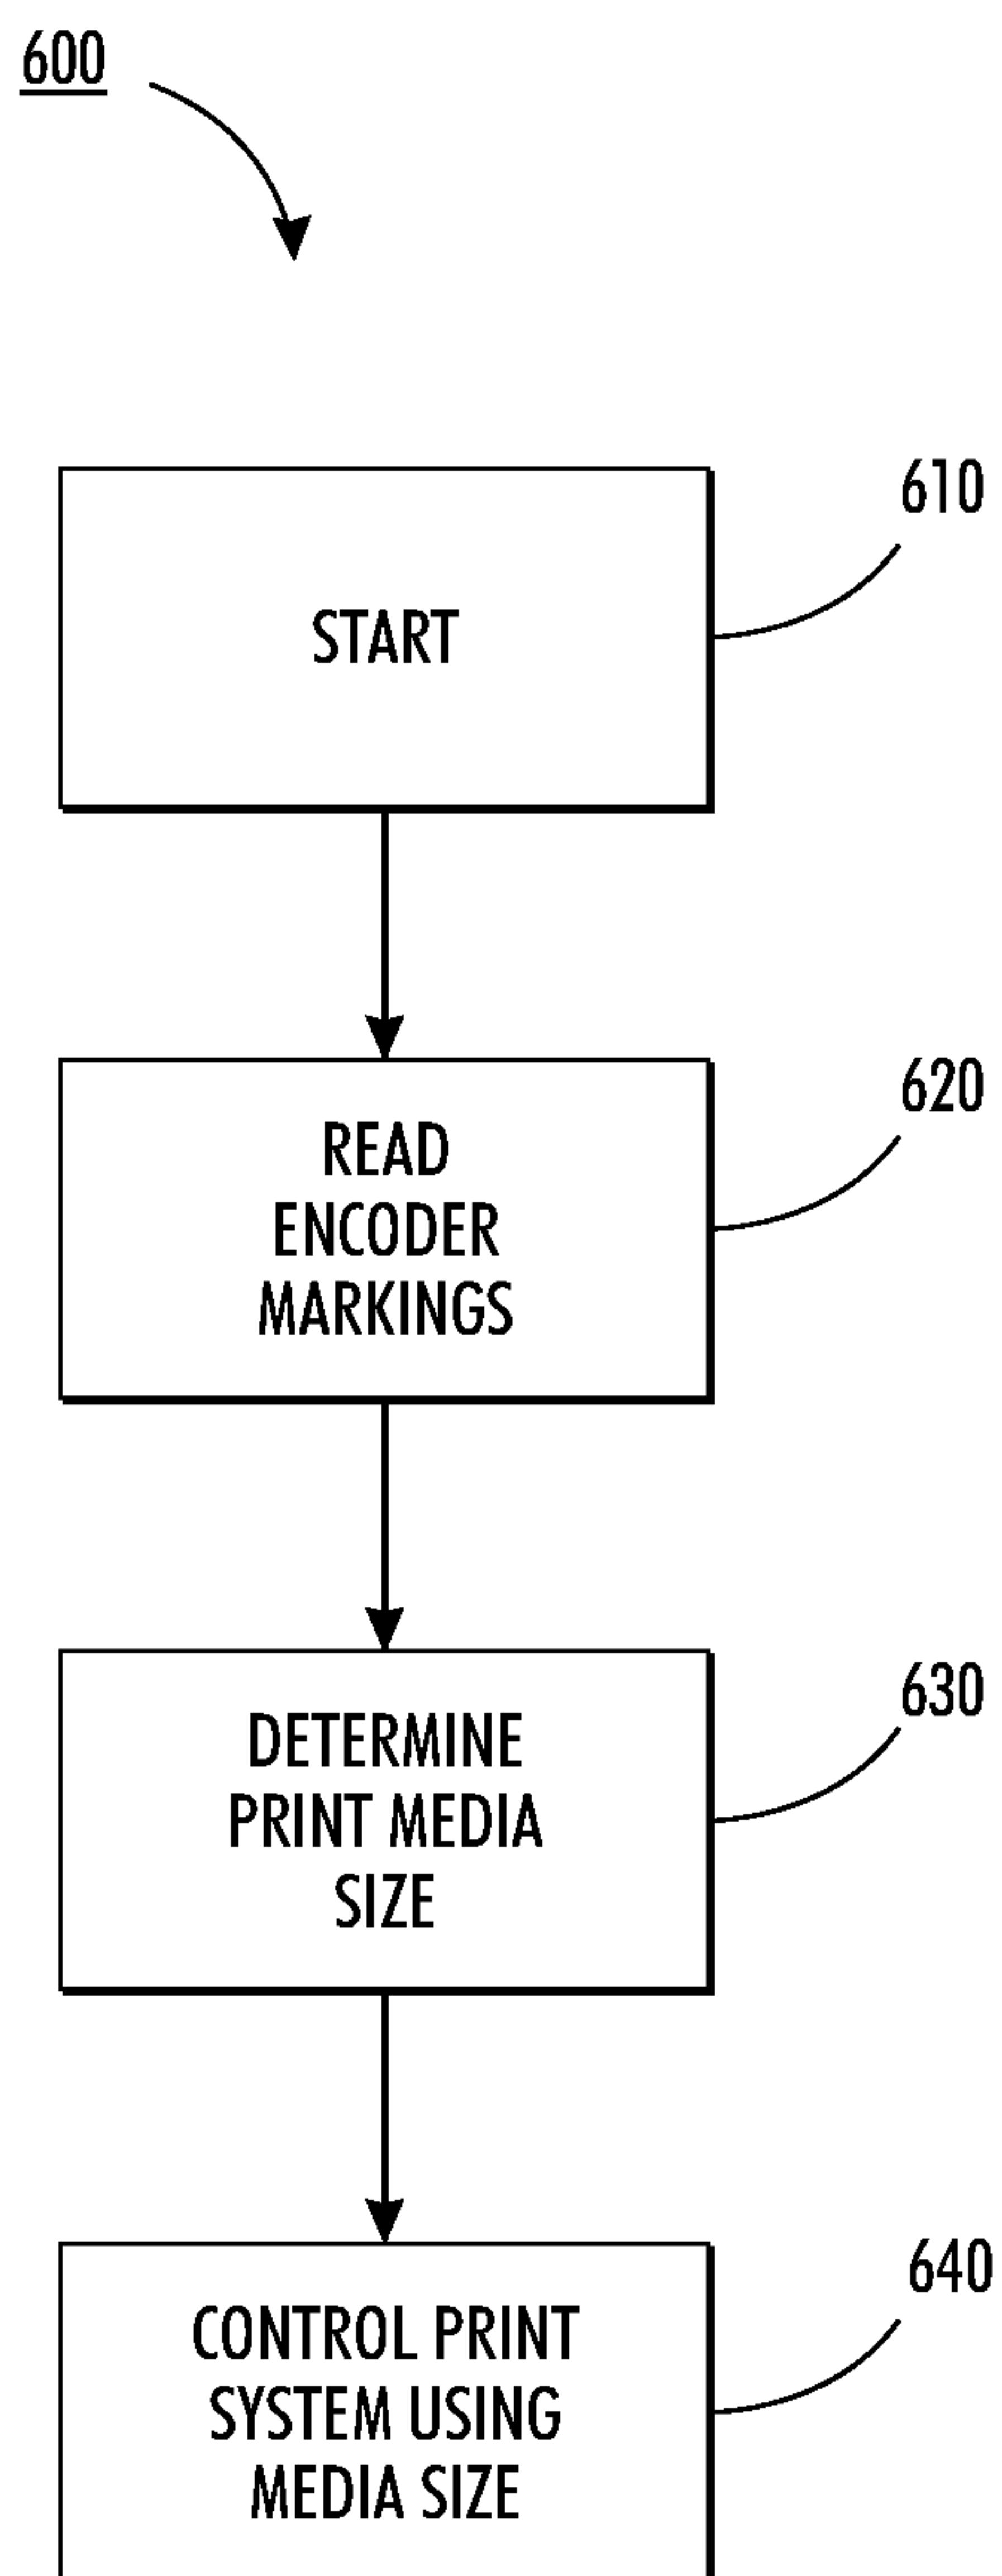 600
610
START
620
READ
ENCODER
MARKINGS
630
DETERMINE
PRINT MEDIA
SIZE
640
CONTROL PRINT
SYSTEM USING
MEDIA SIZE